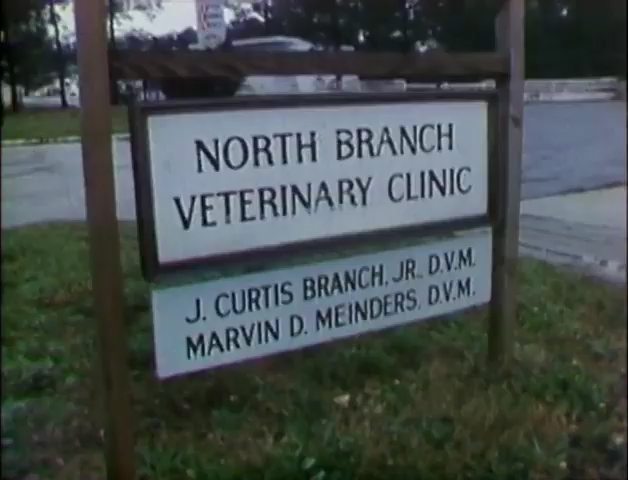 NORTH BRANCH
VETERINARY CLINIC
J. CURTIS BRANCH, JR., D.V.M.
MARVIN D. MEINDERS, D.V.M.